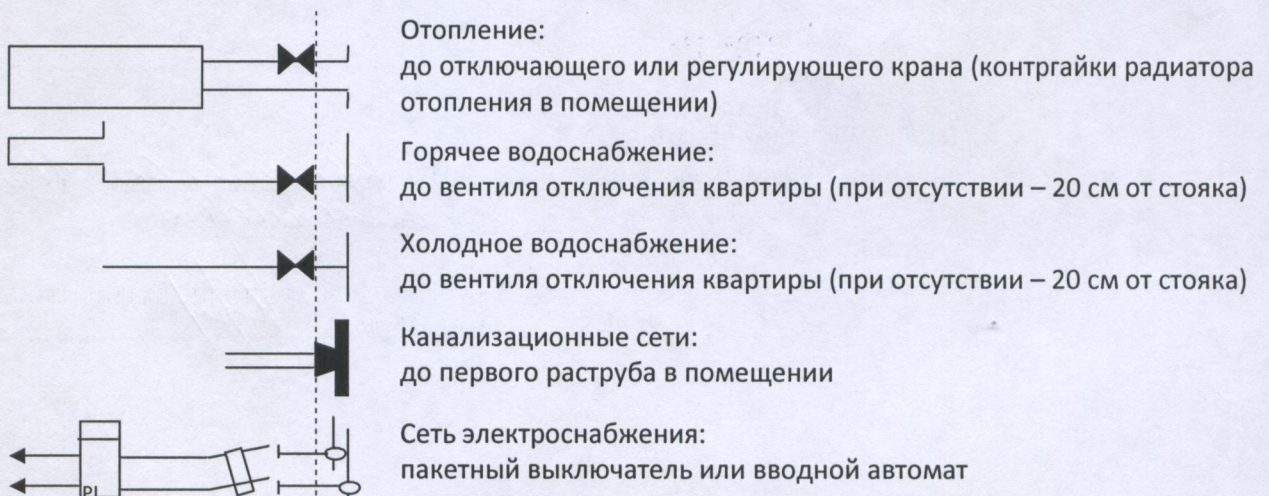 Отопление:
до отключающего или регулирующего крана (контргайки радиатора
отопления в помещении)
Горячее водоснабжение:
до вентиля отключения квартиры (при отсутствии – 20 см от стояка)
Холодное водоснабжение:
до вентиля отключения квартиры (при отсутствии – 20 см от стояка)
Канализационные сети:
до первого раструба в помещении
Сеть электроснабжения:
пакетный выключатель или вводной автомат
PI